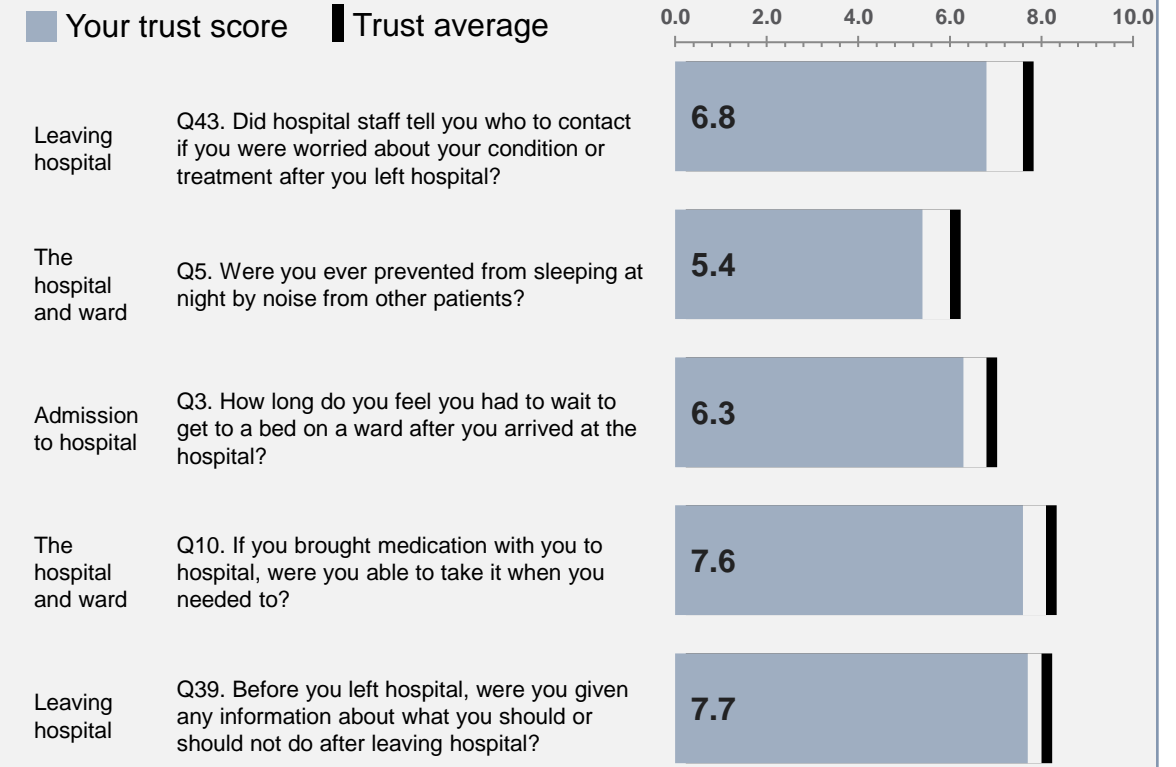 Your trust score
Trust average
0.0 2.0 4.0 6.0 8.0 10.0
Leaving
hospital
Q43. Did hospital staff tell you who to contact
if you were worried about your condition or
treatment after you left hospital?
6.8
The
hospital
and ward
Q5. Were you ever prevented from sleeping at
night by noise from other patients?
5.4
Admission
to hospital
Q3. How long do you feel you had to wait to
get to a bed on a ward after you arrived at the
hospital?
6.3
The
hospital
and ward
Q10. If you brought medication with you to
hospital, were you able to take it when you
needed to?
7.6
Leaving
hospital
Q39. Before you left hospital, were you given
any information about what you should or
should not do after leaving hospital?
7.7